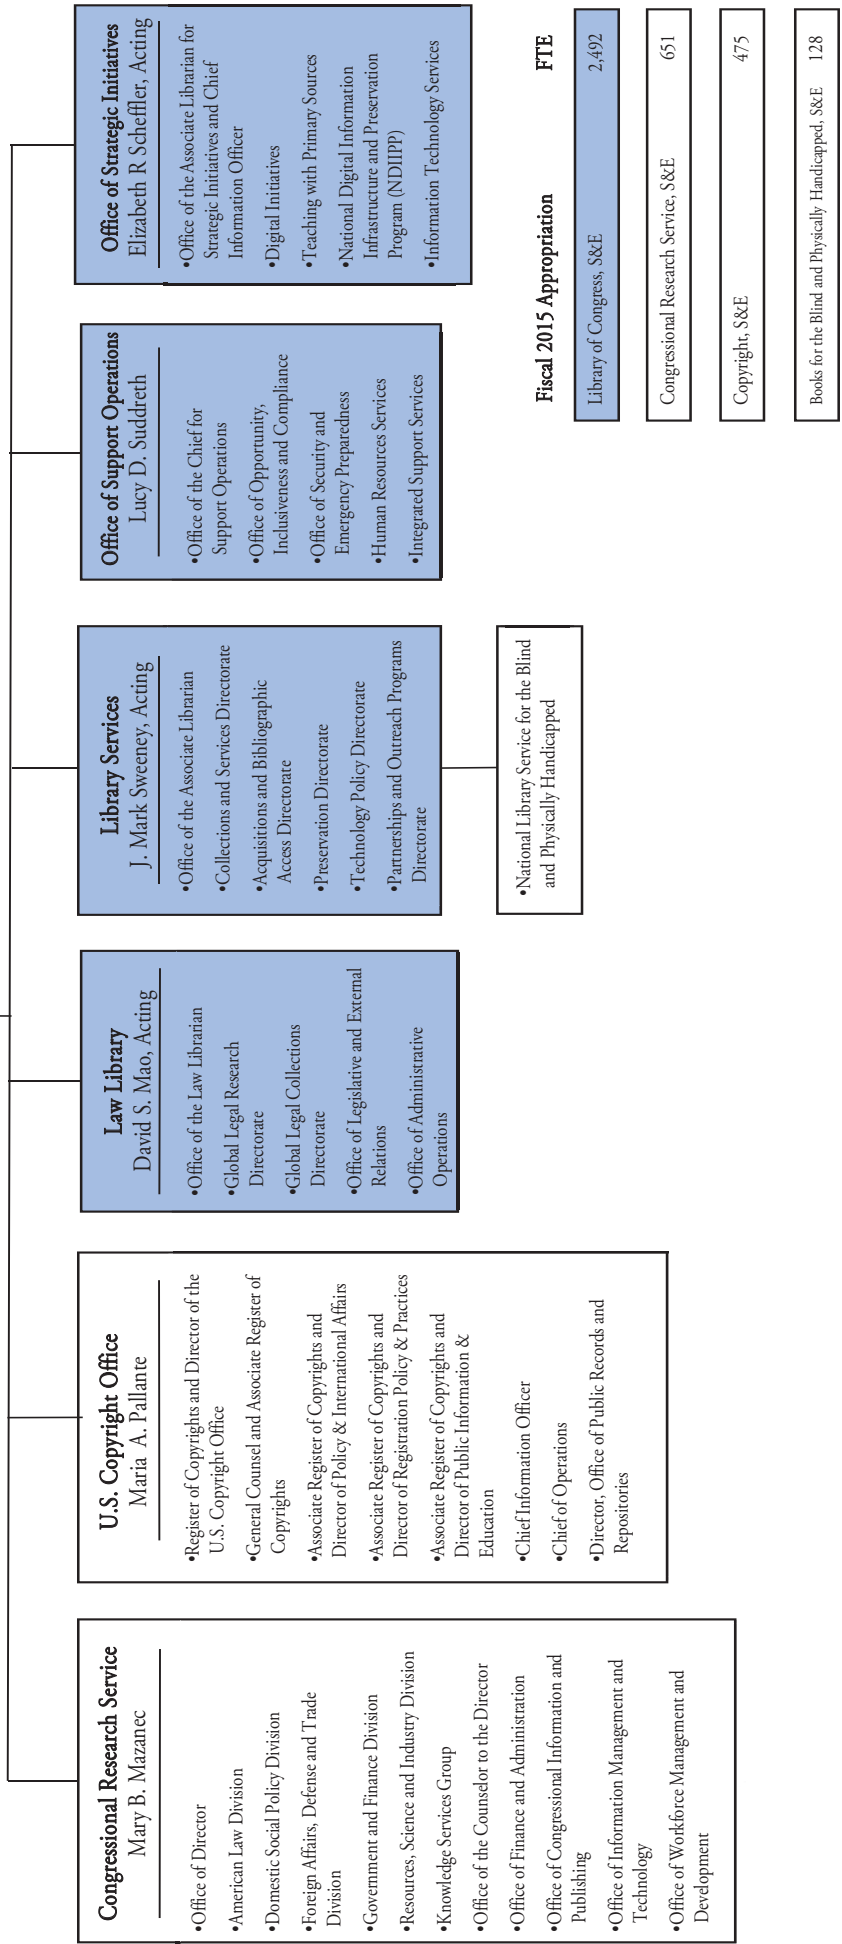 Congressional Research Service
Mary B. Mazanec
•Office of Director
•American Law Division
•Domestic Social Policy Division
•Foreign Affairs, Defense and Trade
Division
•Government and Finance Division
•Resources, Science and Industry Division
•Knowledge Services Group
•Office of the Counselor to the Director
•Office of Finance and Administration
•Office of Congressional Information and
Publishing
•Office of Information Management and
Technology
•Office of Workforce Management and
Development
U.S. Copyright Office
Maria A. Pallante
•Register of Copyrights and Director of the
U.S. Copyright Office
•General Counsel and Associate Register of
Copyrights
•Associate Register of Copyrights and
Director of Policy & International Affairs
•Associate Register of Copyrights and
Director of Registration Policy & Practices
•Associate Register of Copyrights and
Director of Public Information &
Education
•Chief Information Officer
•Chief of Operations
•Director, Office of Public Records and
Repositories
Law Library
David S. Mao, Acting
•Office of the Law Librarian
•Global Legal Research
Directorate
•Global Legal Collections
Directorate
•Office of Legislative and External
Relations
•Office of Administrative
Operations
Library Services
J. Mark Sweeney, Acting
•Office of the Associate Librarian
•Collections and Services Directorate
•Acquisitions and Bibliographic
Access Directorate
•Preservation Directorate
•Technology Policy Directorate
•Partnerships and Outreach Programs
Directorate
•National Library Service for the Blind
and Physically Handicapped
Office of Support Operations
Lucy D. Suddreth
•Office of the Chief for
Support Operations
•Office of Opportunity,
Inclusiveness and Compliance
•Office of Security and
Emergency Preparedness
•Human Resources Services
•Integrated Support Services
Office of Strategic Initiatives
Elizabeth R Scheffler, Acting
•Office of the Associate Librarian for
Strategic Initiatives and Chief
Information Officer
•Digital Initiatives
•Teaching with Primary Sources
•National Digital Information
Infrastructure and Preservation
Program (NDIIPP)
•Information Technology Services
Fiscal 2015 Appropriation FTE
Library of Congress, S&E 2,492
Congressional Research Service, S&E 651
Copyright, S&E 475
Books for the Blind and Physically Handicapped, S&E 128